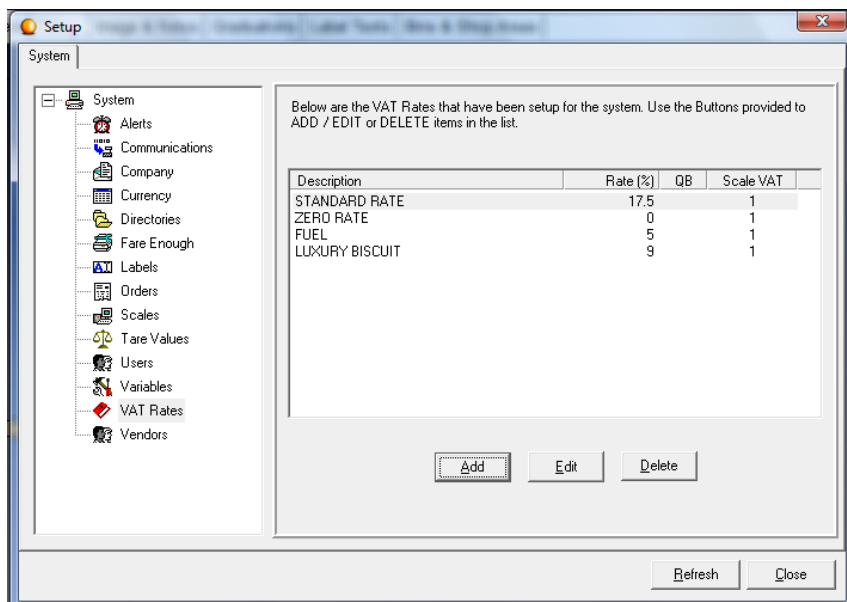 Setup
System
System
Alerts
Communications
Company
Currency
Directories
Fare Enough
Labels
Orders
Scales
Tare Values
Users
Variables
VAT Rates
Vendors
Below are the VAT Rates that have been setup for the system. Use the Buttons provided to
ADD / EDIT or DELETE items in the list.
Description Rate (%) QB Scale VAT
STANDARD RATE 17.5 1
ZERO RATE 0 1
FUEL 5 1
LUXURY BISCUIT 9 1
Add Edit Delete
Refresh Close